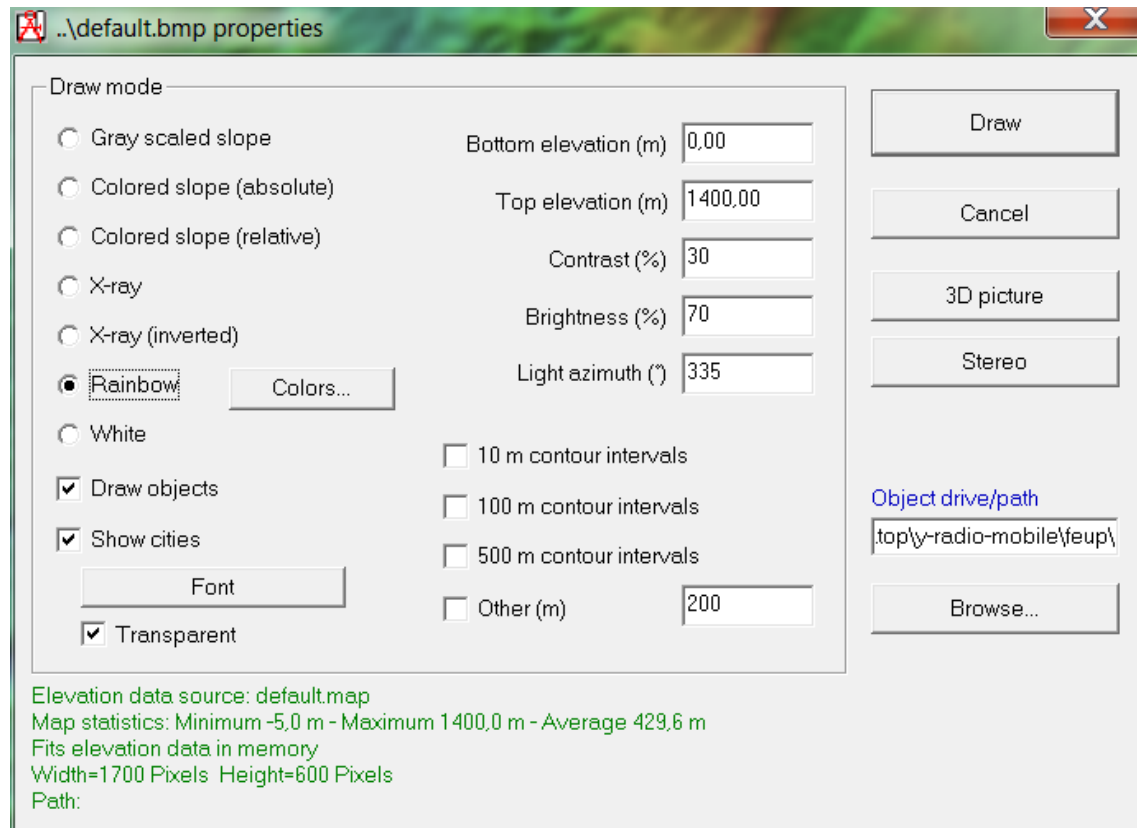 ..\default.bmp properties
X
Draw mode
Gray scaled slope
Colored slope (absolute)
Colored slope (relative)
X-ray
X-ray (inverted)
Rainbow
Colors...
White
Draw objects
Show cities
Font
Transparent
Bottom elevation (m) 0,00
Top elevation (m) 1400,00
Contrast (%) 30
Brightness (%) 70
Light azimuth (°) 335
10 m contour intervals
100 m contour intervals
500 m contour intervals
Other (m) 200
Draw
Cancel
3D picture
Stereo
Object drive/path
.top\y-radio-mobile\feup\
Browse...
Elevation data source: default.map
Map statistics: Minimum -5,0 m - Maximum 1400,0 m - Average 429,6 m
Fits elevation data in memory
Width=1700 Pixels Height=600 Pixels
Path: